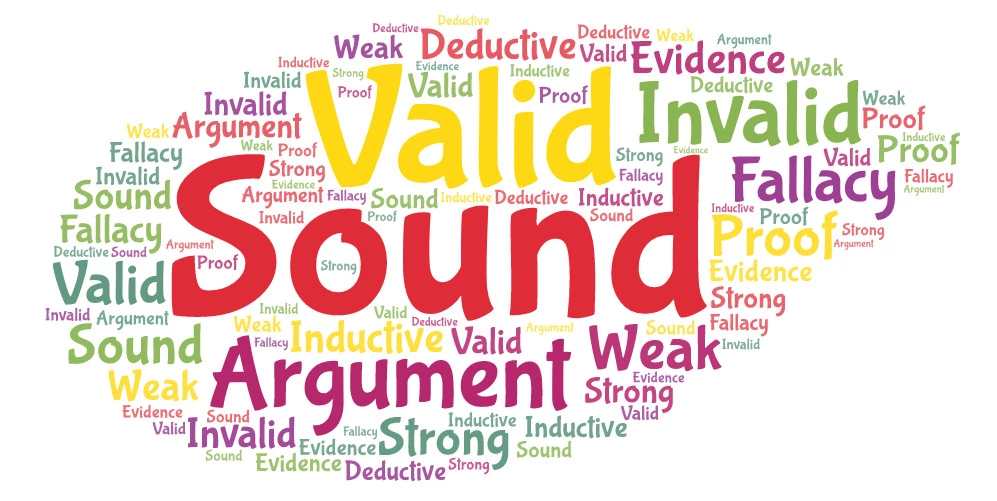 Deductive
Deductive
Weak Deductive Deductive Weak
Valid Evidence Argument
Inductive Strong Evidence Inductive Weak
Invalid Proof Valid Proof Deductive
Invalid Valid Invalid Weak
Argument Proof
Weak Inductive
Fallacy Weak Proof Strong Evidence Valid Proof
Invalid Strong Fallacy Fallacy Fallacy
Sound Evidence Argument
Argument Fallacy Sound Inductive Deductive Inductive
Sound
Invalid Proof Sound Inductive Proof
Fallacy Proof Strong
Deductive Sound Argument Argument
Valid Proof Strong Evidence
Strong
Invalid Argument Invalid Valid Fallacy
Weak Deductive Argument Sound
Sound Fallacy Inductive Valid Weak Invalid
Weak Argument Evidence
Strong
Evidence Sound Valid
Valid Invalid Fallacy Strong Inductive Inductive
Evidence Sound
Sound Evidence Deductive Strong